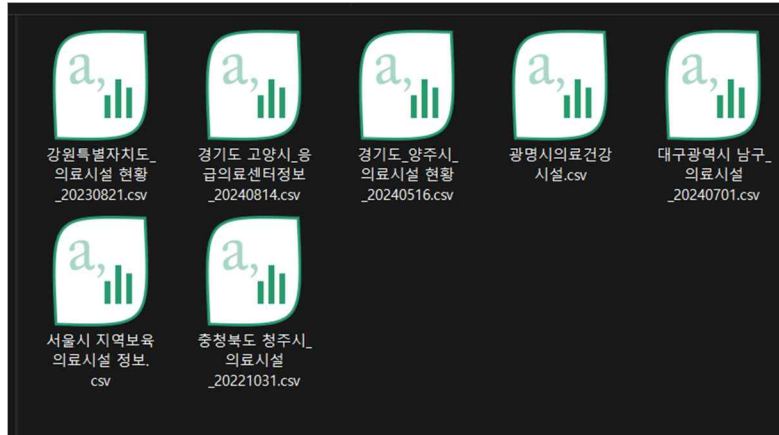 강원특별자치도_
의료시설 현황
_20230821.csv
경기도 고양시_응
급의료센터정보
_20240814.csv
경기도_양주시_
의료시설 현황
_20240516.csv
광명시의료건강
시설.csv
대구광역시 남구_
의료시설
_20240701.csv
서울시 지역보육
의료시설 정보.
csv
충청북도 청주시_
의료시설
_20221031.csv